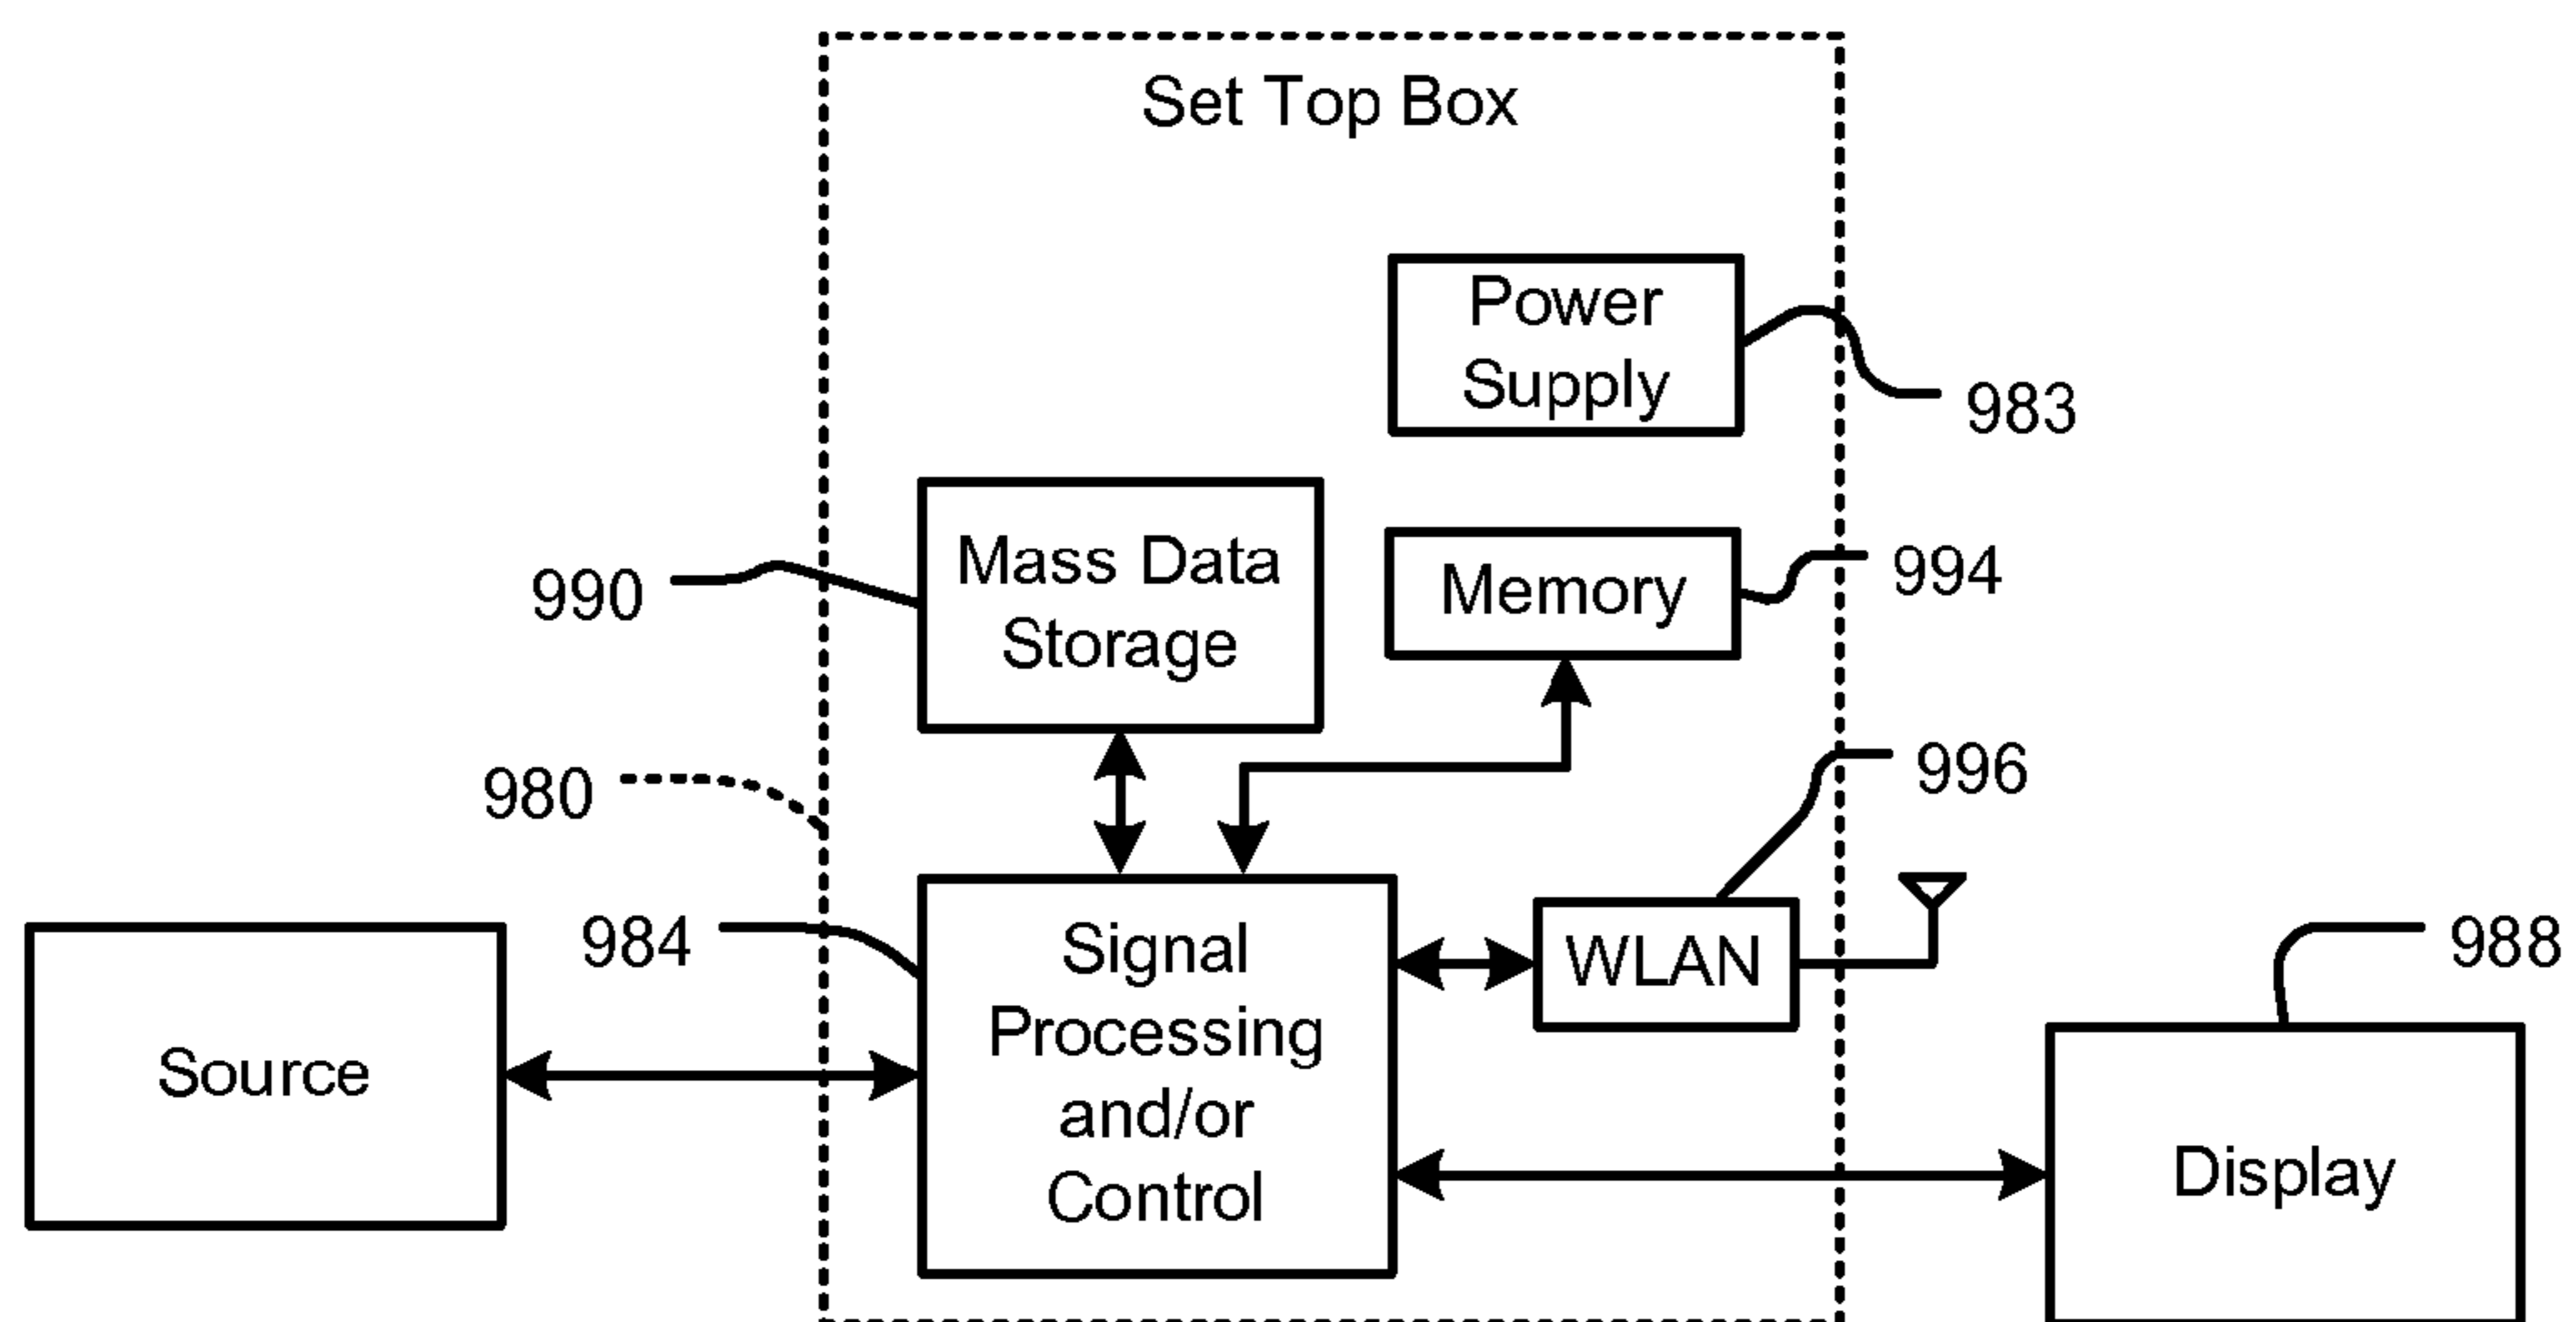 Set Top Box
Power
Supply
983
Mass Data
Storage
990
Memory
994
980
996
984
Signal
Processing
and/or
Control
WLAN
988
Source
Display